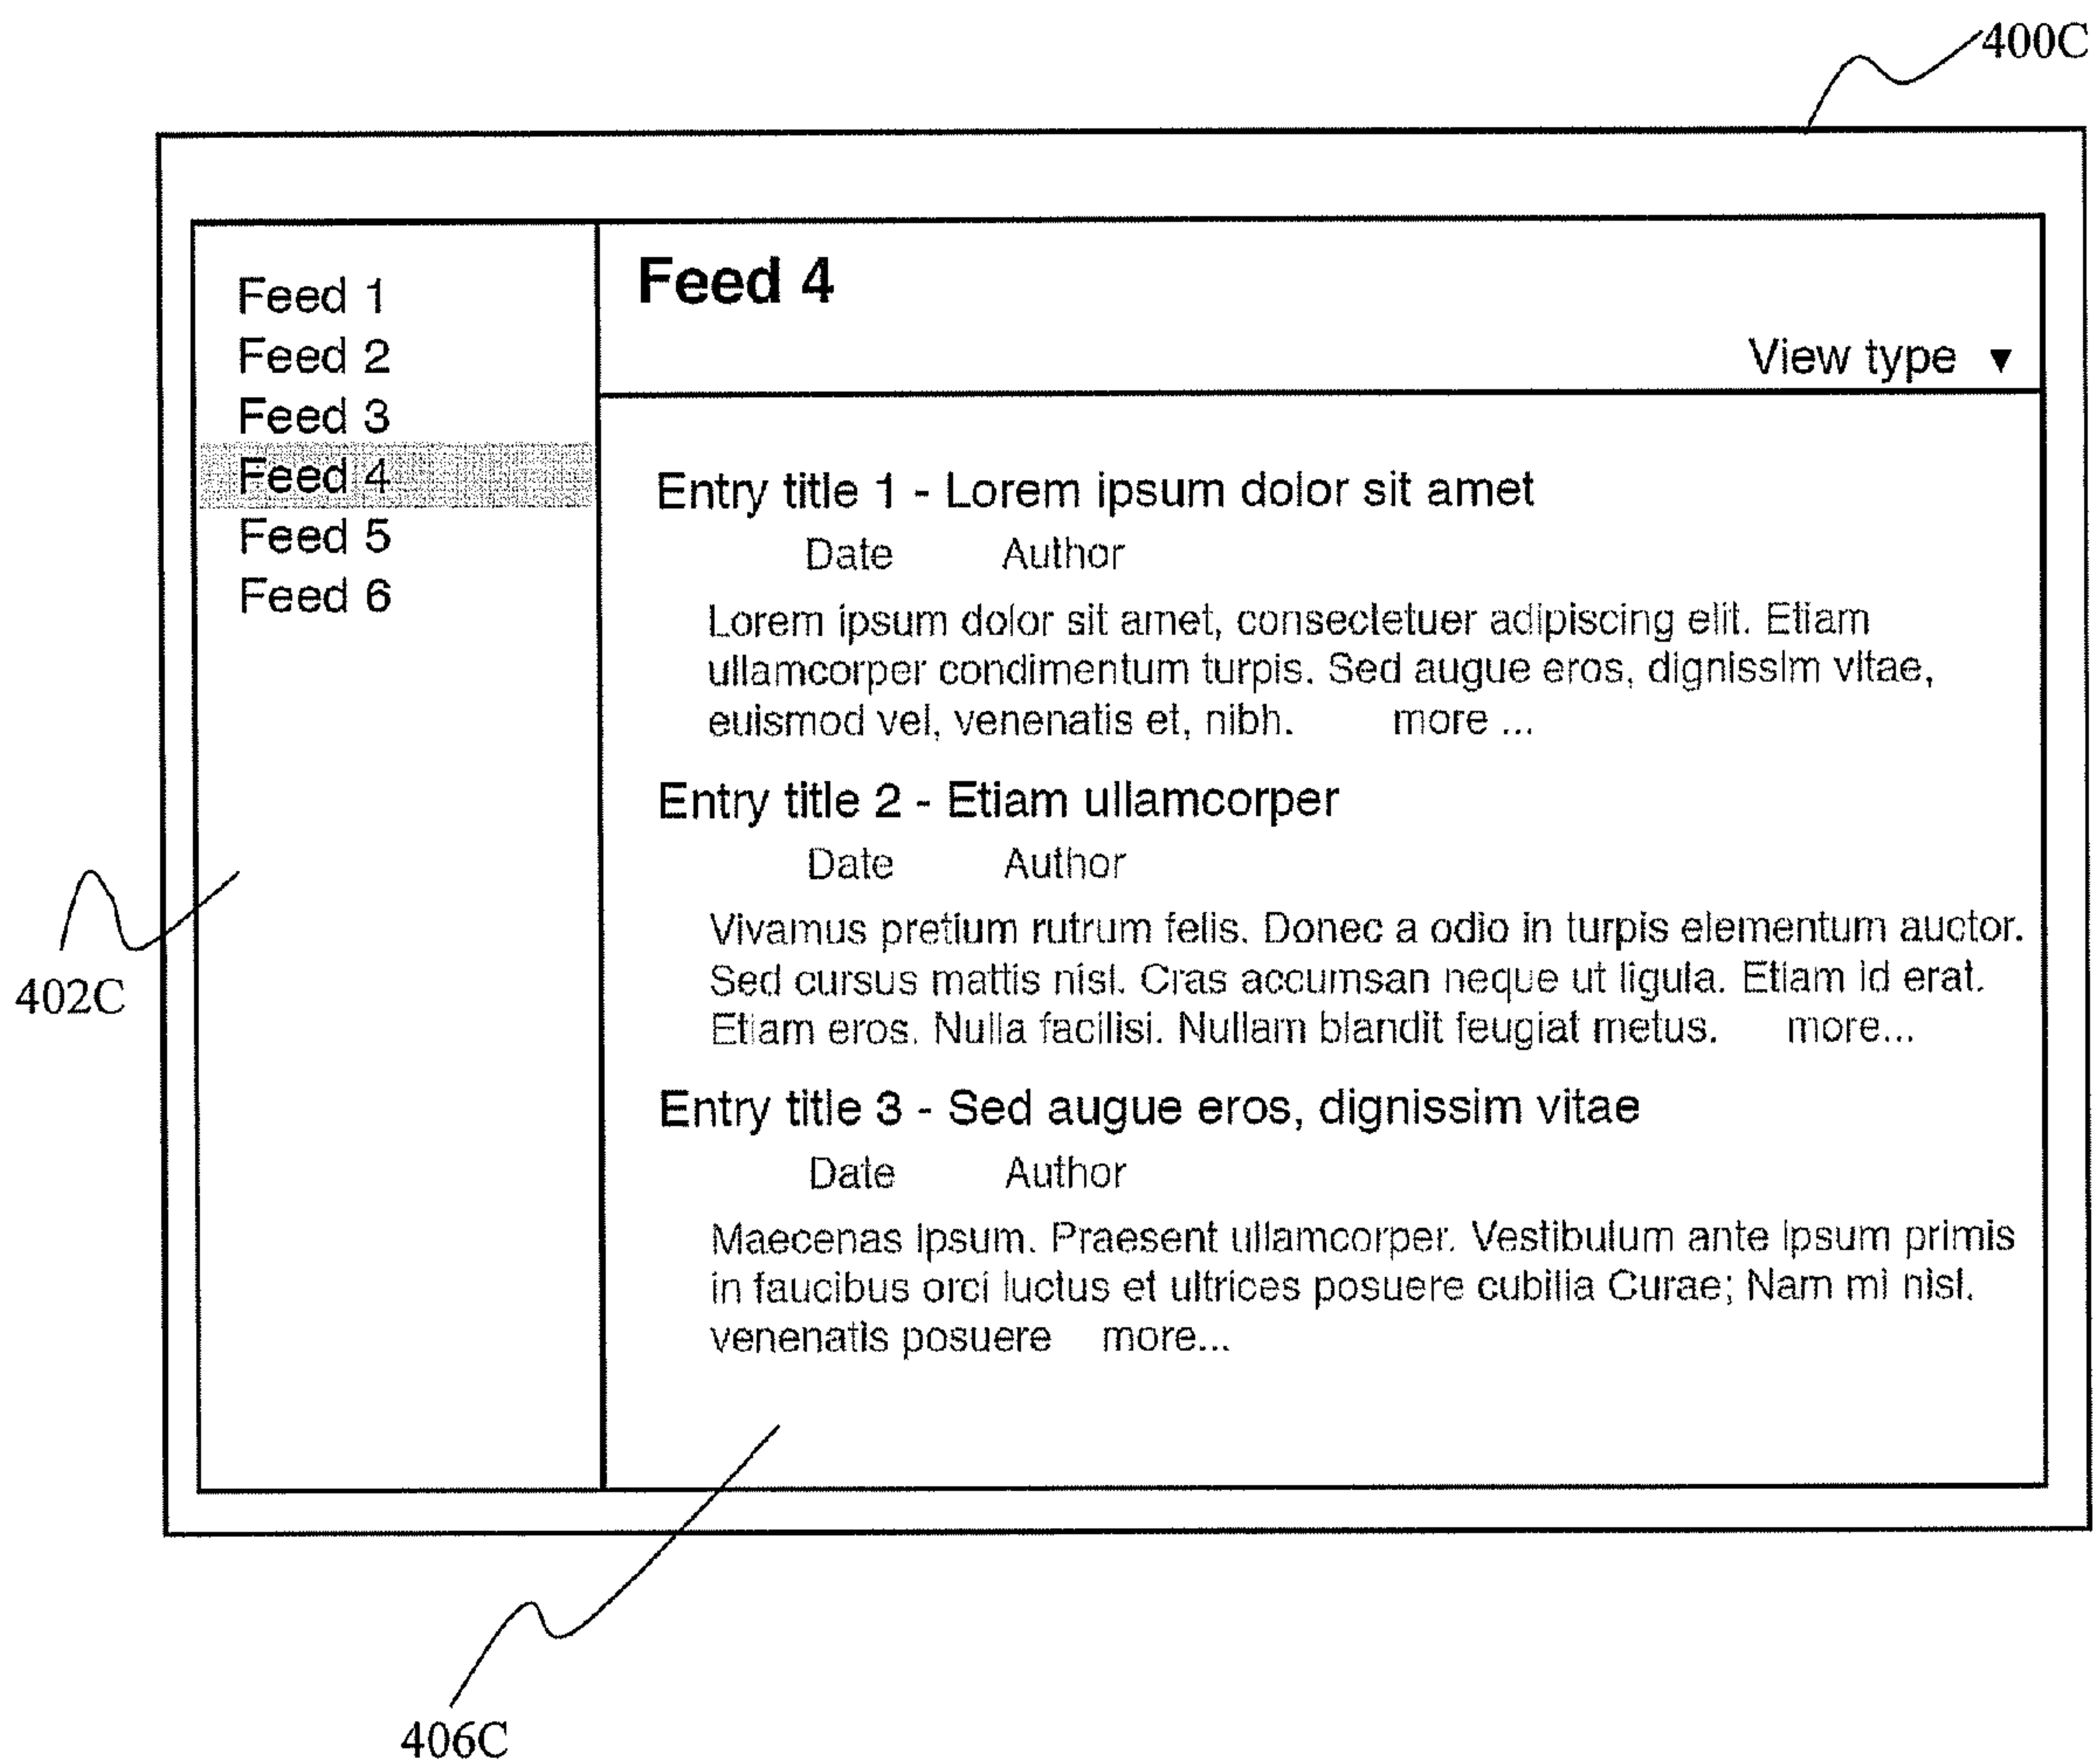 400C
Feed 1
Feed 2
Feed 3
Feed 4
Feed 5
Feed 6
402C
Feed 4
View type ▼
Entry title 1 - Lorem ipsum dolor sit amet
Date Author
Lorem ipsum dolor sit amet, consectetuer adipiscing elit. Etiam
ullamcorper condimentum turpis. Sed augue eros, dignissim vitae,
euismod vel, venenatis et, nibh. more ...
Entry title 2 - Etiam ullamcorper
Date Author
Vivamus pretium rutrum felis. Donec a odio in turpis elementum auctor.
Sed cursus mattis nisl. Cras accumsan neque ut ligula. Etiam id erat.
Etiam eros. Nulla facilisi. Nullam blandit feugiat metus. more...
Entry title 3 - Sed augue eros, dignissim vitae
Date Author
Maecenas ipsum. Praesent ullamcorper. Vestibulum ante ipsum primis
in faucibus orci luctus et ultrices posuere cubilia Curae; Nam mi nisl,
venenatis posuere more...
406C